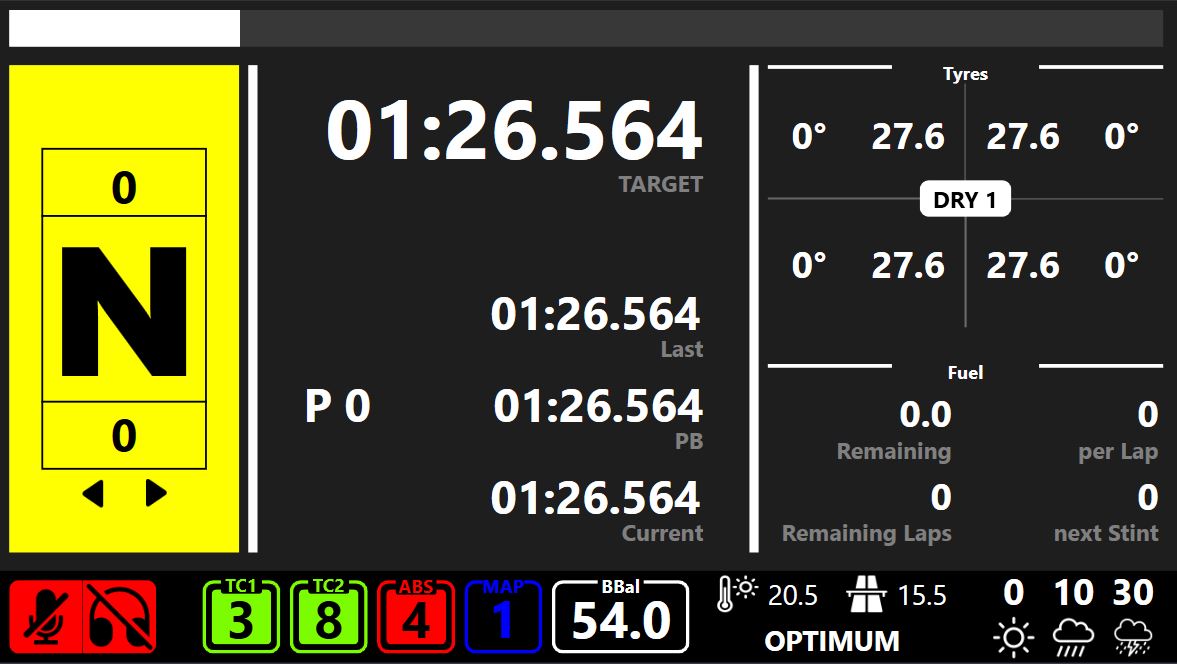 0
N
0
01:26.564
TARGET
01:26.564
Last
P 0
01:26.564
PB
01:26.564
Current
Tyres
0° 27.6 27.6 0°
DRY 1
0° 27.6 27.6 0°
Fuel
0.0 0
Remaining per Lap
0 0
Remaining Laps next Stint
TC1
3
TC2
8
ABS
4
MAP
1
BBal
54.0
20.5 15.5
OPTIMUM
0 10 30